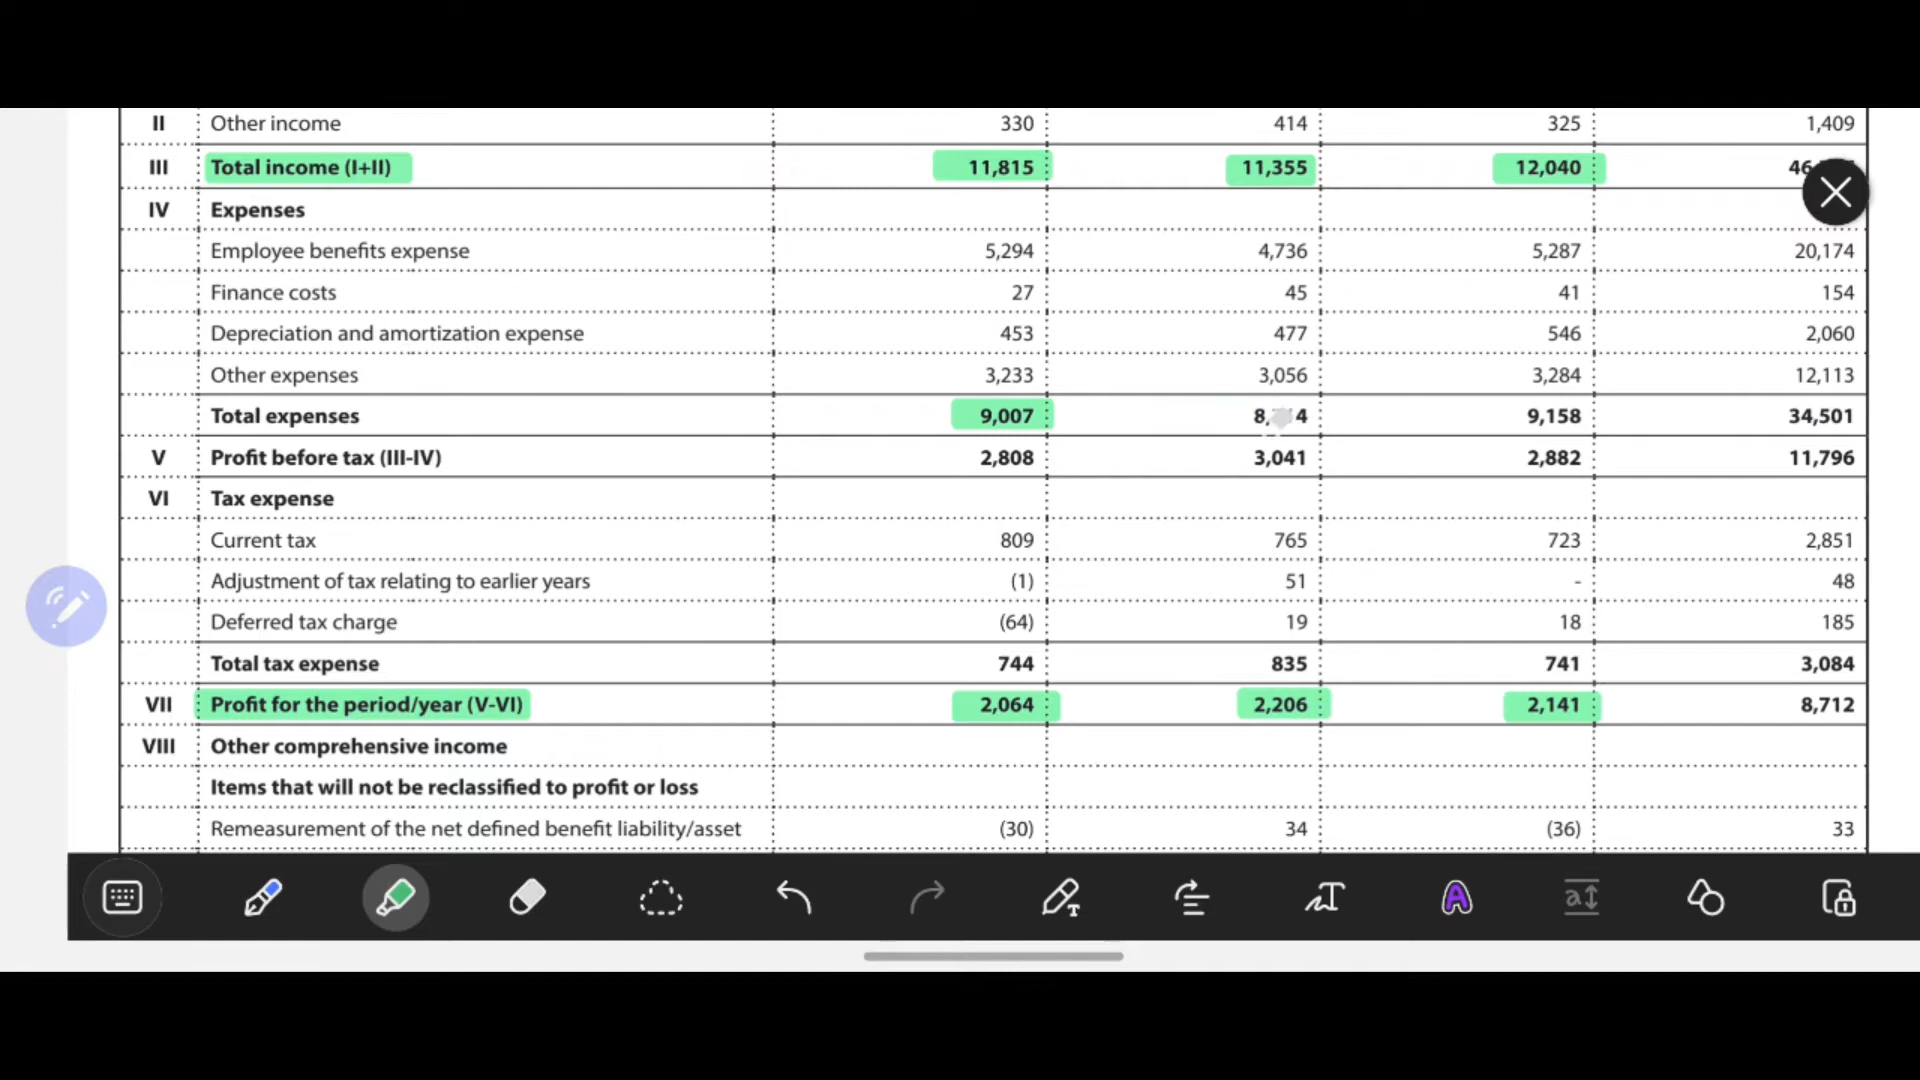 II Other income 330 414 325 1,409
III Total income (I+II) 11,815 11,355 12,040
IV Expenses
Employee benefits expense 5,294 4,736 5,287 20,174
Finance costs 27 45 41 154
Depreciation and amortization expense 453 477 546 2,060
Other expenses 3,233 3,056 3,284 12,113
Total expenses 9,007 9,158 34,501
V Profit before tax (III-IV) 2,808 3,041 2,882 11,796
VI Tax expense
Current tax 809 765 723 2,851
Adjustment of tax relating to earlier years (1) 51 - 48
Deferred tax charge (64) 19 18 185
Total tax expense 744 835 741 3,084
VII Profit for the period/year (V-VI) 2,064 2,206 2,141 8,712
VIII Other comprehensive income
Items that will not be reclassified to profit or loss
Remeasurement of the net defined benefit liability/asset (30) 34 (36) 33